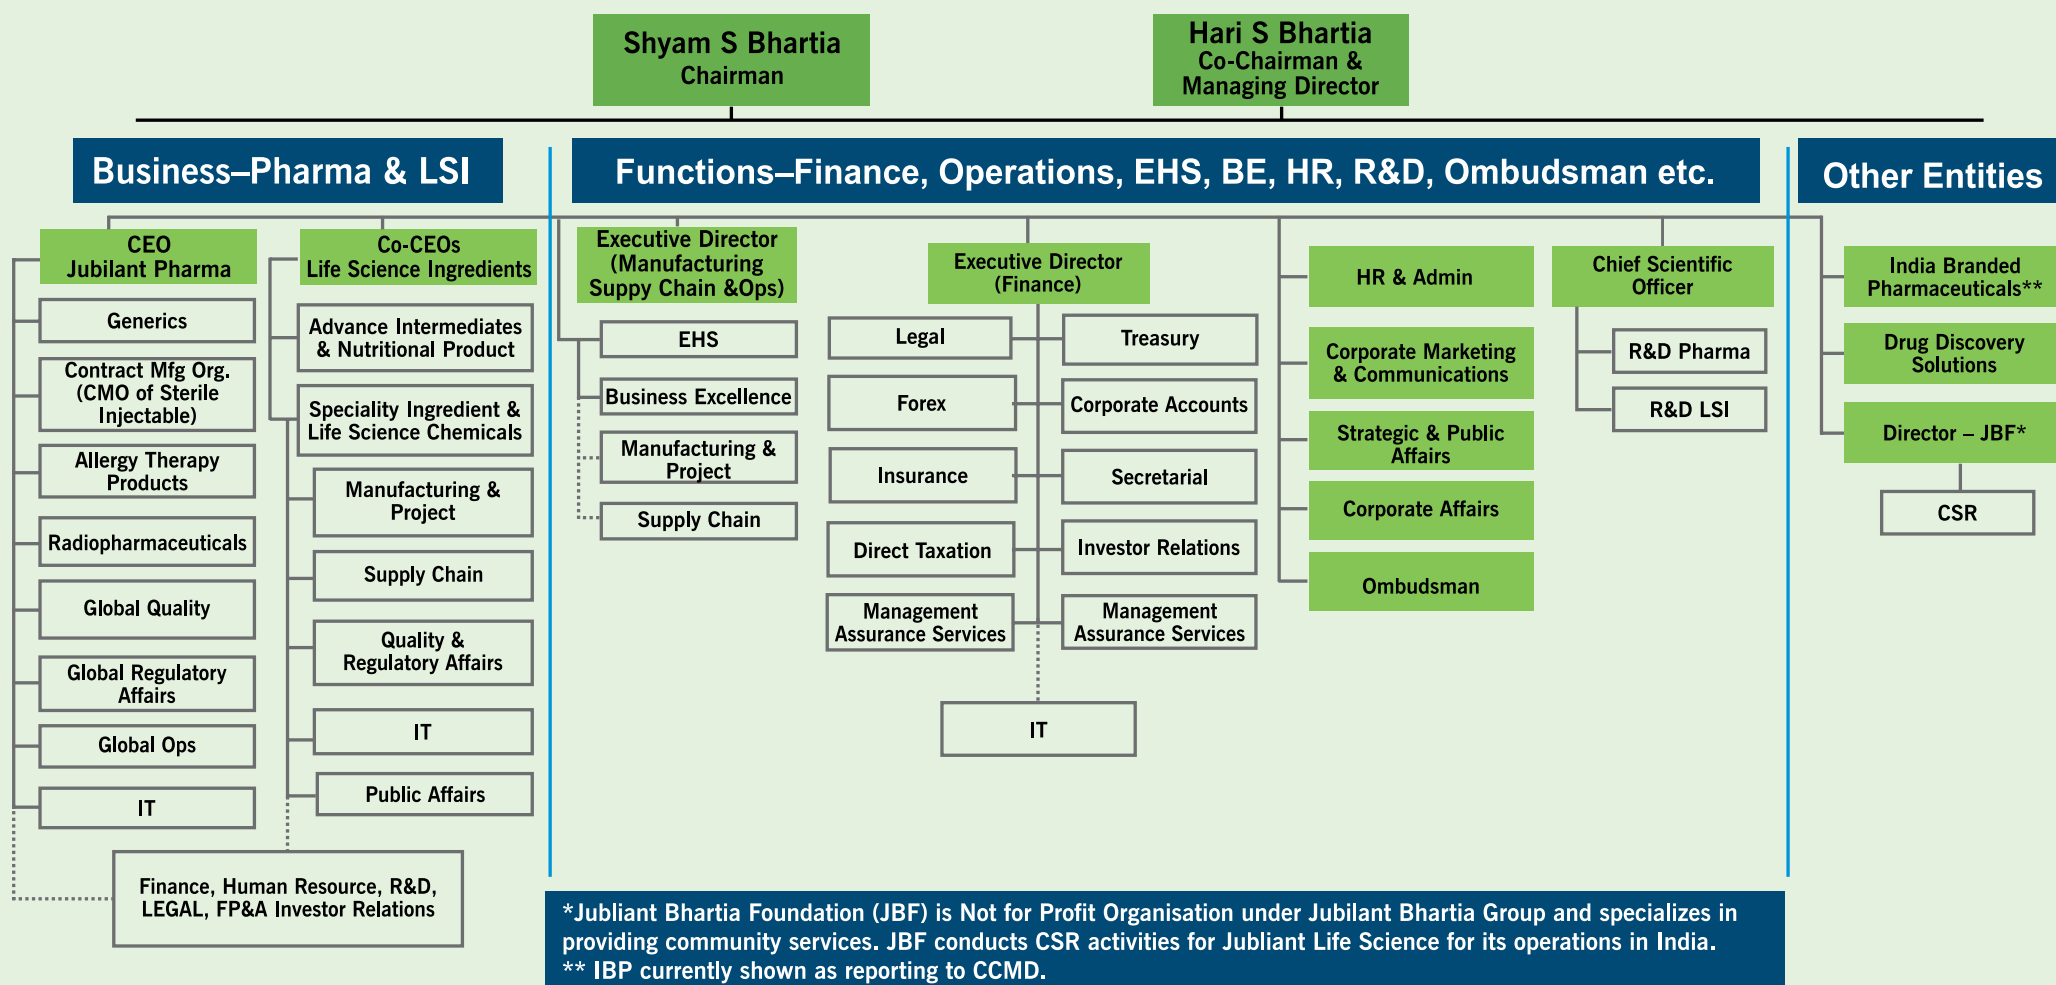 Shyam S Bhartia
Chairman
Hari S Bhartia
Co-Chairman &
Managing Director
Business–Pharma & LSI
Functions–Finance, Operations, EHS, BE, HR, R&D, Ombudsman etc.
Other Entities
CEO
Jubilant Pharma
Generics
Contract Mfg Org.
(CMO of Sterile
Injectable)
Allergy Therapy
Products
Radiopharmaceuticals
Global Quality
Global Regulatory
Affairs
Global Ops
IT
Co-CEOs
Life Science Ingredients
Advance Intermediates
& Nutritional Product
Speciality Ingredient &
Life Science Chemicals
Manufacturing &
Project
Supply Chain
Quality &
Regulatory Affairs
IT
Public Affairs
Finance, Human Resource, R&D,
LEGAL, FP&A Investor Relations
Executive Director
(Manufacturing
Suppy Chain &Ops)
EHS
Business Excellence
Manufacturing &
Project
Supply Chain
Executive Director
(Finance)
Legal
Treasury
Forex
Corporate Accounts
Insurance
Secretarial
Direct Taxation
Investor Relations
Management
Assurance Services
Management
Assurance Services
IT
HR & Admin
Corporate Marketing
& Communications
Strategic & Public
Affairs
Corporate Affairs
Ombudsman
Chief Scientific
Officer
R&D Pharma
R&D LSI
India Branded
Pharmaceuticals**
Drug Discovery
Solutions
Director – JBF*
CSR
*Jubliant Bhartia Foundation (JBF) is Not for Profit Organisation under Jubilant Bhartia Group and specializes in
providing community services. JBF conducts CSR activities for Jubliant Life Science for its operations in India.
** IBP currently shown as reporting to CCMD.